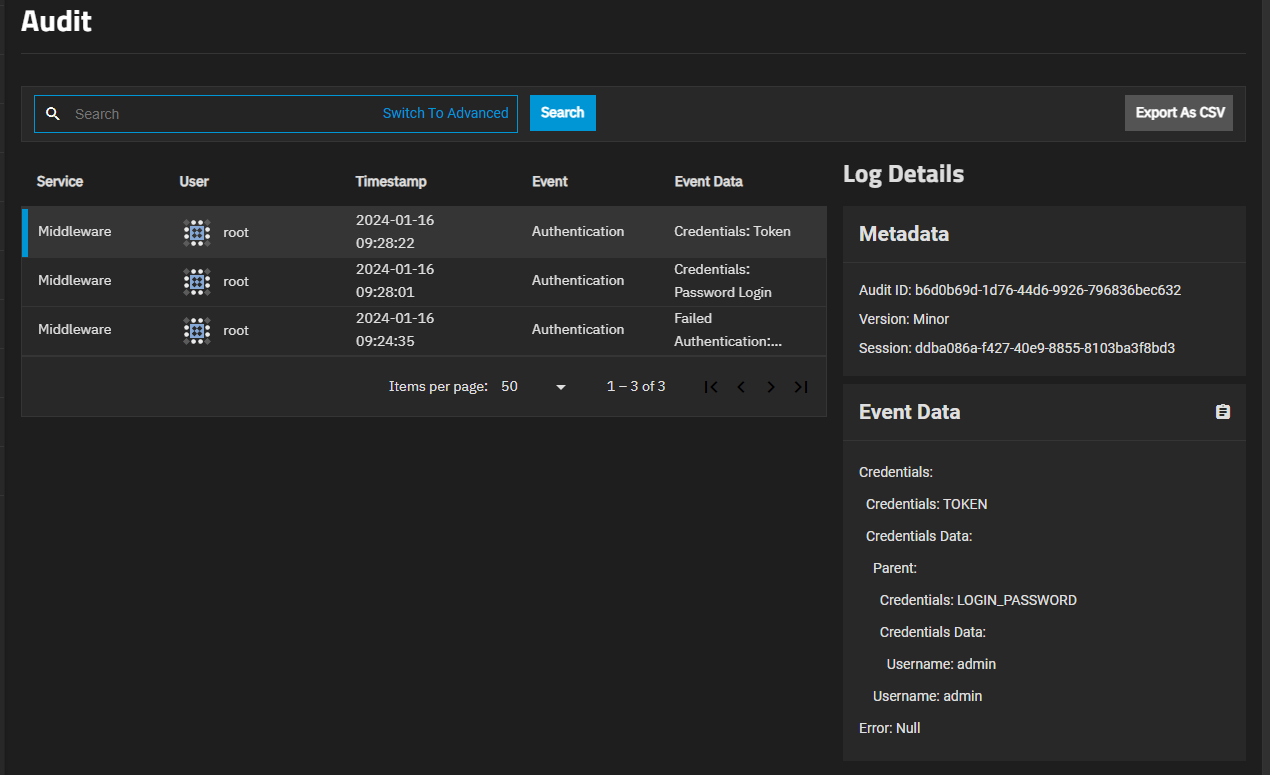 Audit
Search Switch To Advanced Search Export As CSV
Service User Timestamp Event Event Data
Middleware root 2024-01-16 09:28:22 Authentication Credentials: Token
Middleware root 2024-01-16 09:28:01 Authentication Credentials: Password Login
Middleware root 2024-01-16 09:24:35 Authentication Failed Authentication:...
Items per page: 50 1 – 3 of 3
Log Details
Metadata
Audit ID: b6d0b69d-1d76-44d6-9926-796836bec632
Version: Minor
Session: ddba086a-f427-40e9-8855-8103ba3f8bd3
Event Data
Credentials:
Credentials: TOKEN
Credentials Data:
Parent:
Credentials: LOGIN_PASSWORD
Credentials Data:
Username: admin
Username: admin
Error: Null